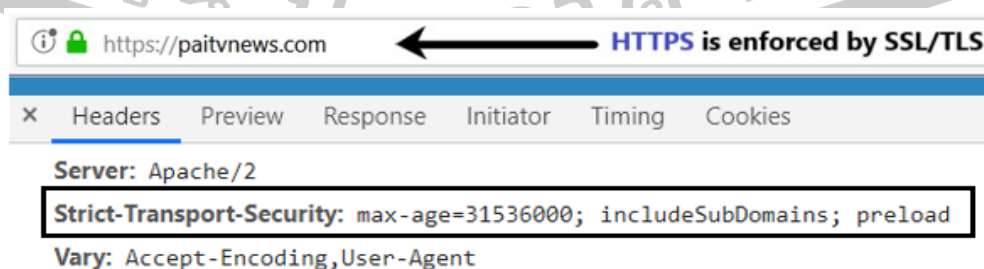 https://paitvnews.com HTTPS is enforced by SSL/TLS
× Headers Preview Response Initiator Timing Cookies
Server: Apache/2
Strict-Transport-Security: max-age=31536000; includeSubDomains; preload
Vary: Accept-Encoding,User-Agent